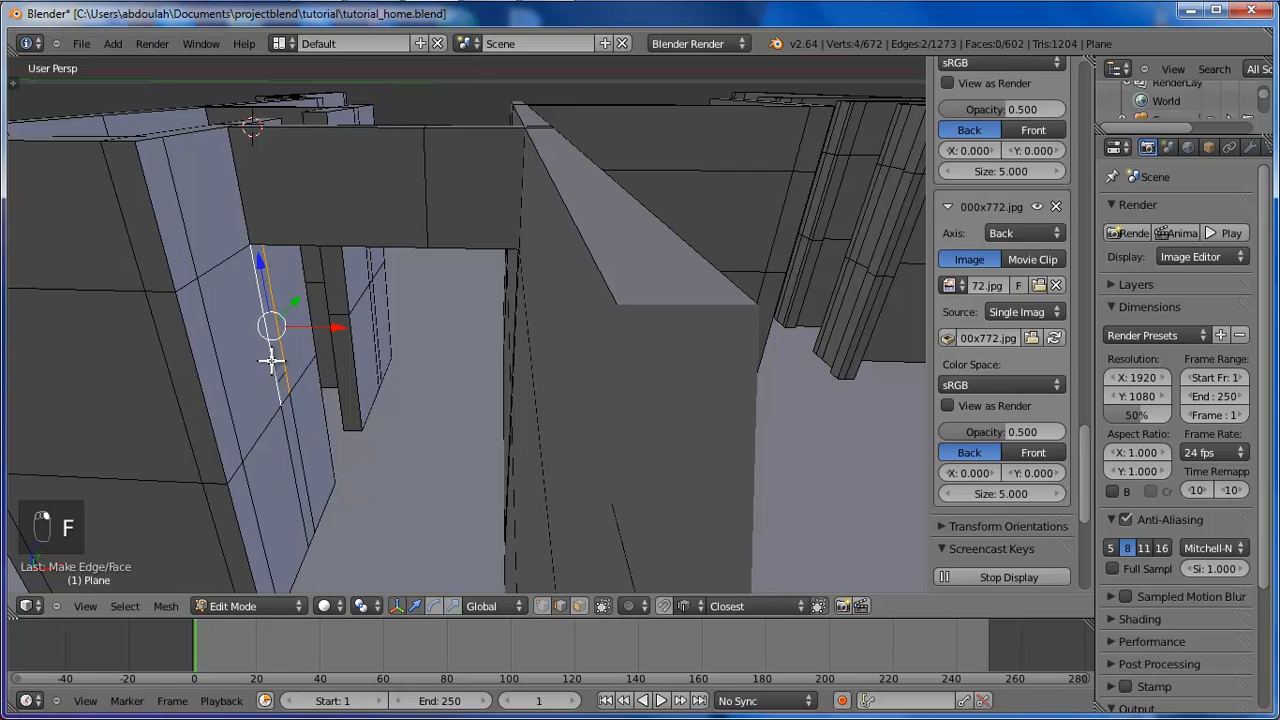 Blender* [C:\Users\abdoulah\Documents\projectblend\tutorial\tutorial_home.blend]
File Add Render Window Help Default Scene Blender Render v2.64 | Verts:4/672 | Edges:2/1273 | Faces:0/602 | Tris:1204 | Plane
User Persp
sRGB
View as Render
Opacity: 0.500
Back Front
X: 0.000 Y: 0.000
Size: 5.000
000x772.jpg
Axis: Back
Image Movie Clip
72.jpg F
Source: Single Imag
00x772.jpg
Color Space:
sRGB
View as Render
Opacity: 0.500
Back Front
X: 0.000 Y: 0.000
Size: 5.000
Transform Orientations
Screencast Keys
Stop Display
View Search All Sc
RenderLay
World
Scene
Render
Rende Anima Play
Display: Image Editor
Layers
Dimensions
Render Presets
Resolution: Frame Range:
X: 1920 Start Fr: 1
Y: 1080 End : 250
50% Frame : 1
Aspect Ratio: Frame Rate:
X: 1.000 24 fps
Y: 1.000 Time Remapp
B Cr 10 10
Anti-Aliasing
5 8 11 16 Mitchell-N
Full Sampl Si: 1.000
Sampled Motion Blur
Shading
Performance
Post Processing
Stamp
Output
F
Last: Make Edge/Face
(1) Plane
View Select Mesh Edit Mode Global Closest
-40 -20 0 20 40 60 80 100 120 140 160 180 200 220 240 260 280
View Marker Frame Playback Start: 1 End: 250 1 No Sync